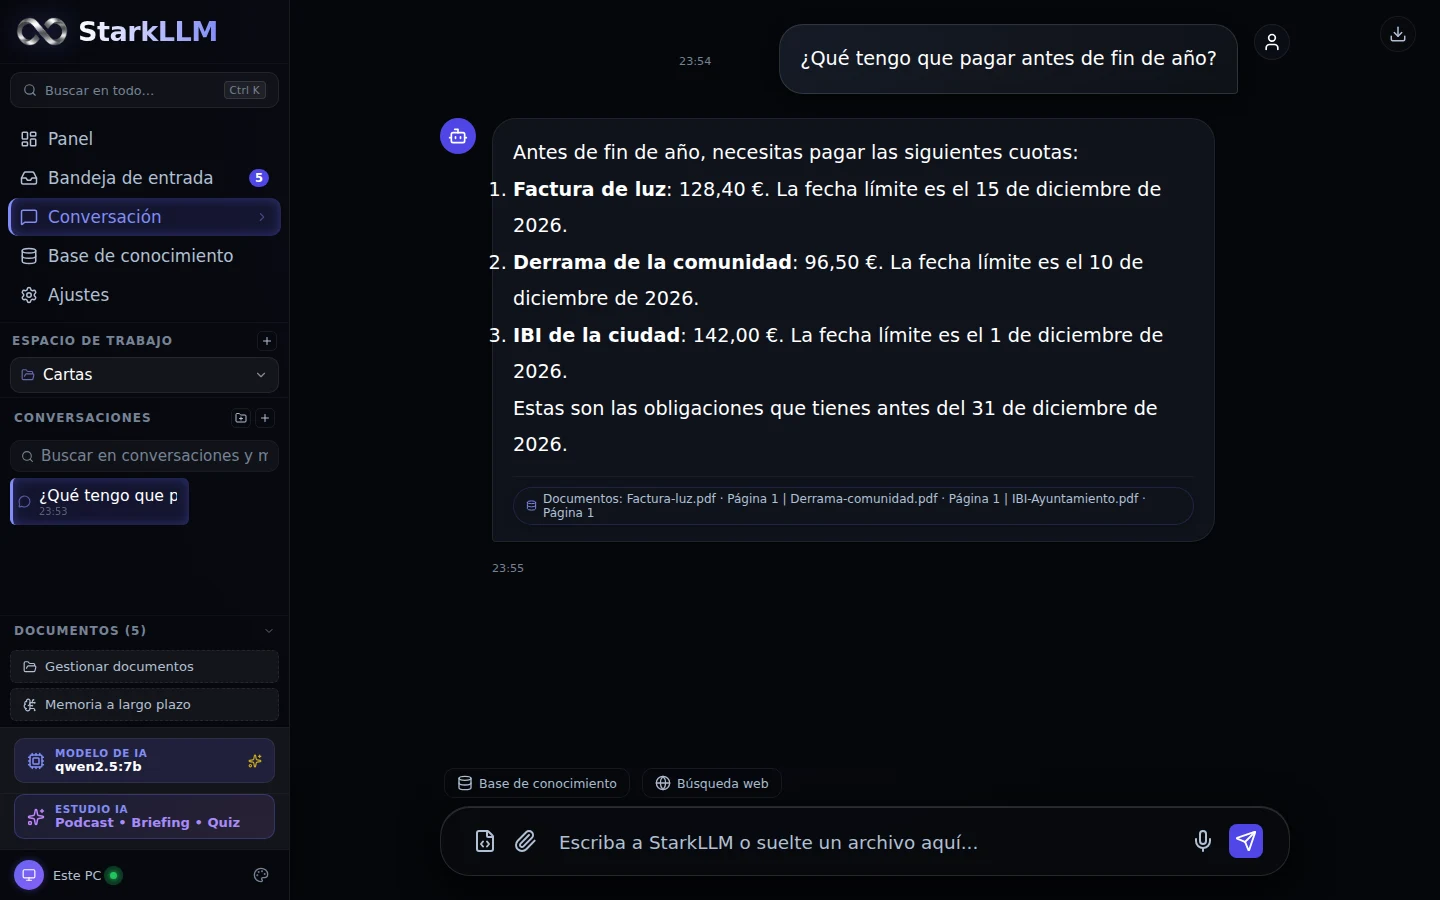 StarkLLM
Buscar en todo...
Ctrl K
Panel
Bandeja de entrada
5
Conversación
Base de conocimiento
Ajustes
ESPACIO DE TRABAJO
Cartas
CONVERSACIONES
Buscar en conversaciones y m
¿Qué tengo que p
23:53
DOCUMENTOS (5)
Gestionar documentos
Memoria a largo plazo
MODELO DE IA
qwen2.5:7b
ESTUDIO IA
Podcast • Briefing • Quiz
Este PC
23:54
¿Qué tengo que pagar antes de fin de año?
Antes de fin de año, necesitas pagar las siguientes cuotas:
1. Factura de luz: 128,40 €. La fecha límite es el 15 de diciembre de
2026.
2. Derrama de la comunidad: 96,50 €. La fecha límite es el 10 de
diciembre de 2026.
3. IBI de la ciudad: 142,00 €. La fecha límite es el 1 de diciembre de
2026.
Estas son las obligaciones que tienes antes del 31 de diciembre de
2026.
Documentos: Factura-luz.pdf · Página 1 | Derrama-comunidad.pdf · Página 1 | IBI-Ayuntamiento.pdf ·
Página 1
23:55
Base de conocimiento
Búsqueda web
Escriba a StarkLLM o suelte un archivo aquí...